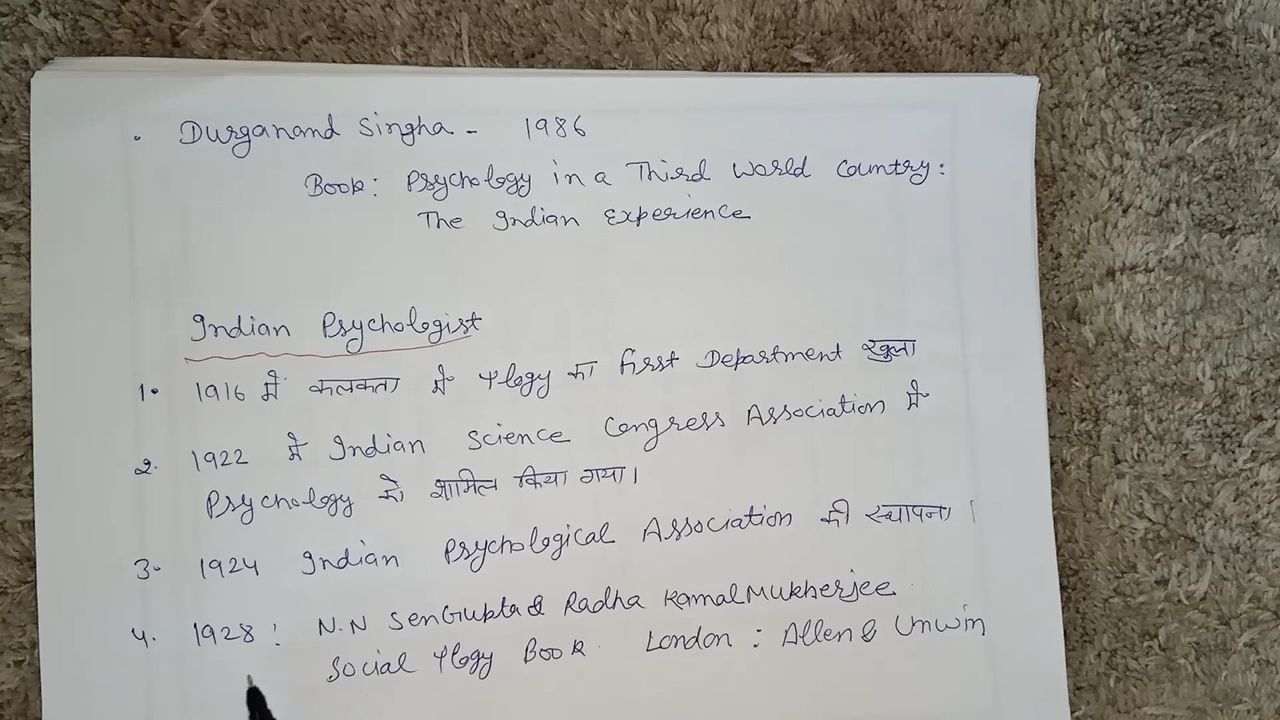 . Durganand Singha - 1986
Book: Psychology in a Third World Country:
The Indian Experience
Indian Psychologist
1. 1916 में कलकता में Ψlogy का first Department खुला
2. 1922 में Indian Science Congress Association में
Psychology को शामिल किया गया।
3. 1924 Indian Psychological Association की स्थापना।
4. 1928: N.N SenGupta & Radha Kamal Mukherjee
Social Ψlogy Book. London: Allen & Unwin